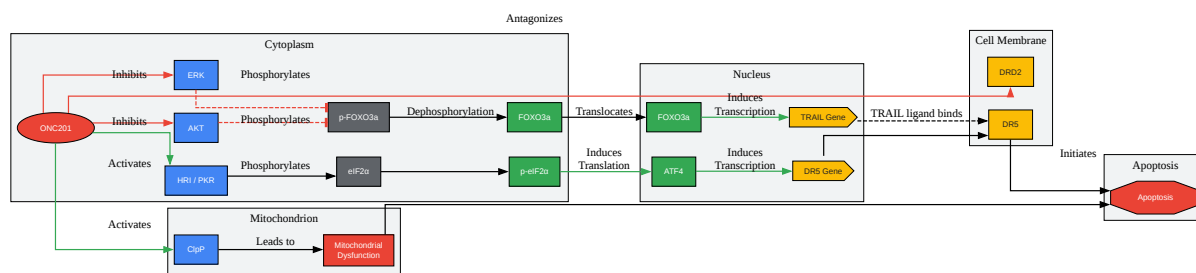 Antagonizes
Cytoplasm
Cell Membrane
Nucleus
ERK
Inhibits
Phosphorylates
DRD2
Induces
Transcription
p-FOXO3a
Dephosphorylation
FOXO3a
Translocates
FOXO3a
TRAIL Gene
TRAIL ligand binds
DR5
ONC201
Inhibits
AKT
Phosphorylates
Activates
HRI / PKR
Phosphorylates
eIF2α
p-eIF2α
Induces
Translation
ATF4
Induces
Transcription
DR5 Gene
Initiates
Apoptosis
Apoptosis
Mitochondrion
Activates
ClpP
Leads to
Mitochondrial
Dysfunction